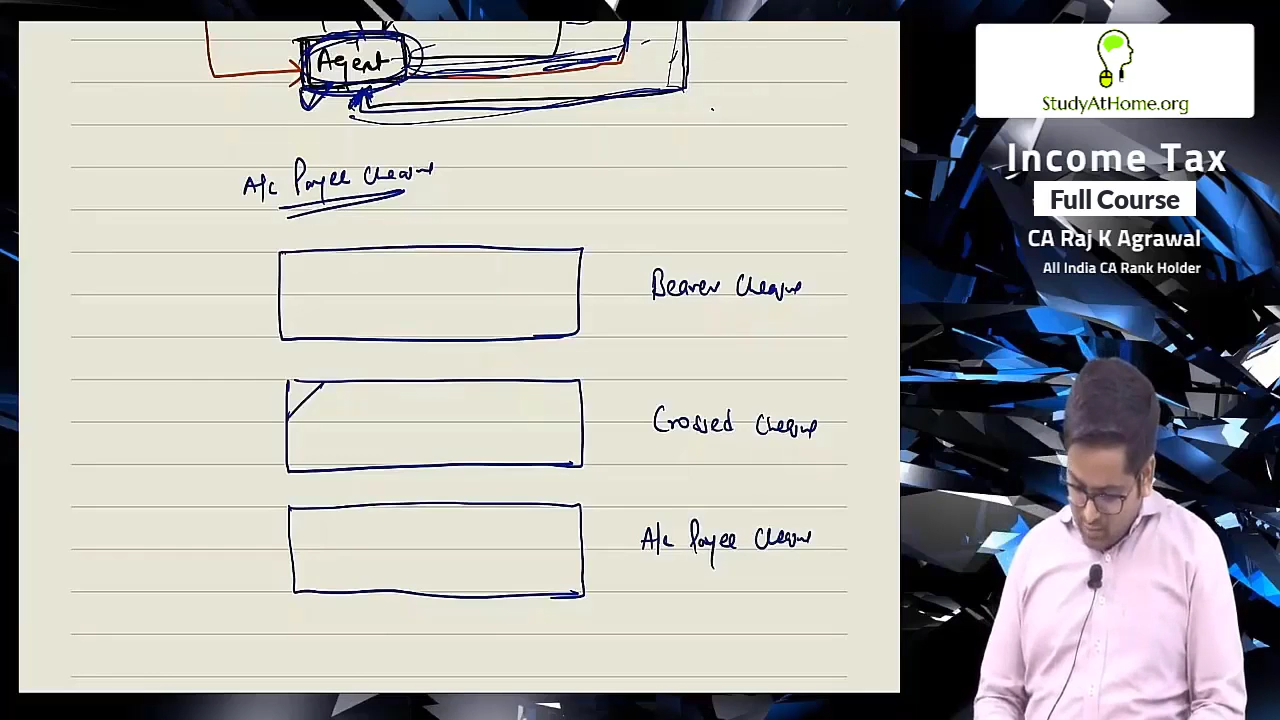 Agent
A/c Payee Cheque
Bearer Cheque
Crossed Cheque
A/c Payee Cheque
StudyAtHome.org
Income Tax
Full Course
CA Raj K Agrawal
All India CA Rank Holder